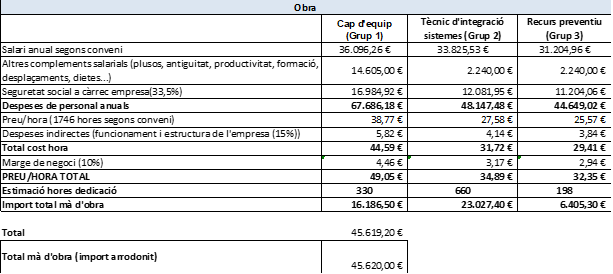 Obra
Cap d'equip (Grup 1) Tècnic d'integració sistemes (Grup 2) Recurs preventiu (Grup 3)
Salari anual segons conveni 36.096,26 € 33.825,53 € 31.204,96 €
Altres complements salarials (plusos, antiguitat, productivitat, formació, desplaçaments, dietes...) 14.605,00 € 2.240,00 € 2.240,00 €
Seguretat social a càrrec empresa(33,5%) 16.984,92 € 12.081,95 € 11.204,06 €
Despeses de personal anuals 67.686,18 € 48.147,48 € 44.649,02 €
Preu/hora (1746 hores segons conveni) 38,77 € 27,58 € 25,57 €
Despeses indirectes (funcionament i estructura de l'empresa (15%)) 5,82 € 4,14 € 3,84 €
Total cost hora 44,59 € 31,72 € 29,41 €
Marge de negoci (10%) 4,46 € 3,17 € 2,94 €
PREU/HORA TOTAL 49,05 € 34,89 € 32,35 €
Estimació hores dedicació 330 660 198
Import total mà d'obra 16.186,50 € 23.027,40 € 6.405,30 €
Total 45.619,20 €
Total mà d'obra (import arrodonit) 45.620,00 €